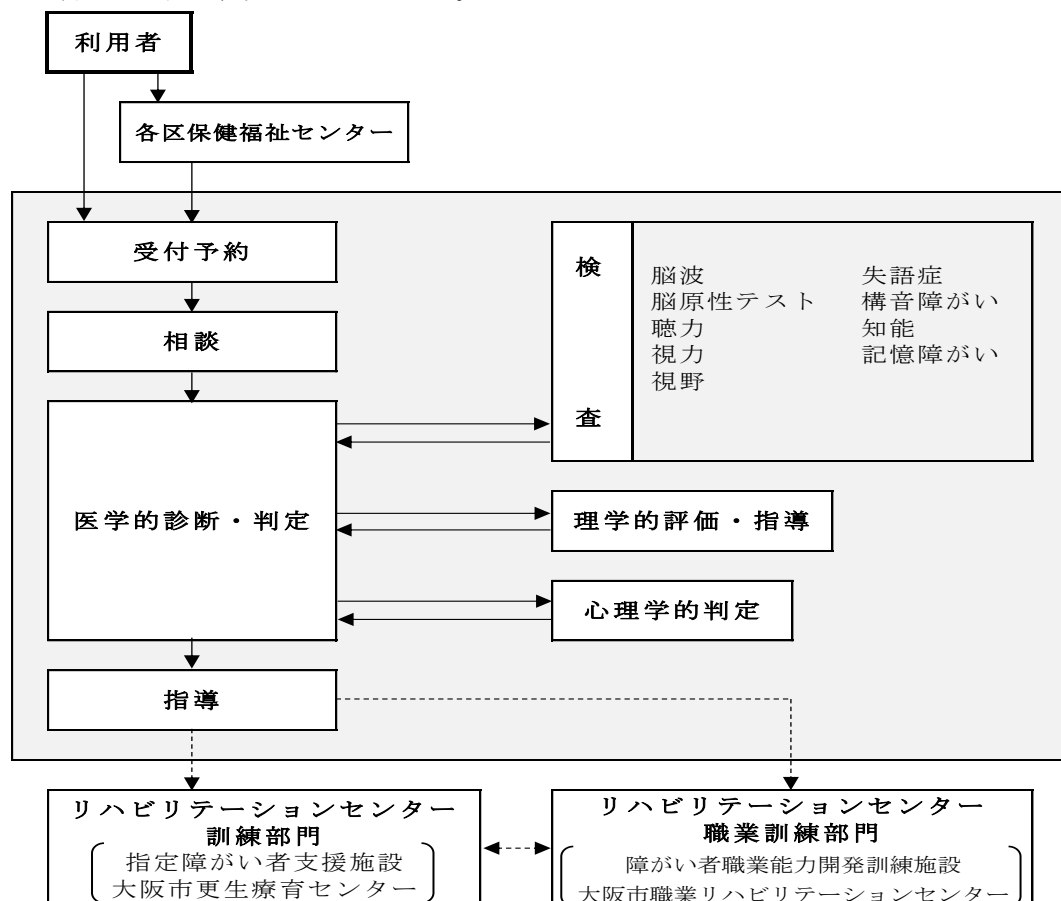 利用者
各区保健福祉センター
受付予約
相談
医学的診断・判定
検
査
脳波
脳原性テスト
聴力
視力
視野
失語症
構音障がい
知能
記憶障がい
理学的評価・指導
心理学的判定
指導
リハビリテーションセンター
訓練部門
指定障がい者支援施設
大阪市更生療育センター
リハビリテーションセンター
職業訓練部門
障がい者職業能力開発訓練施設
大阪市職業リハビリテーションセンター